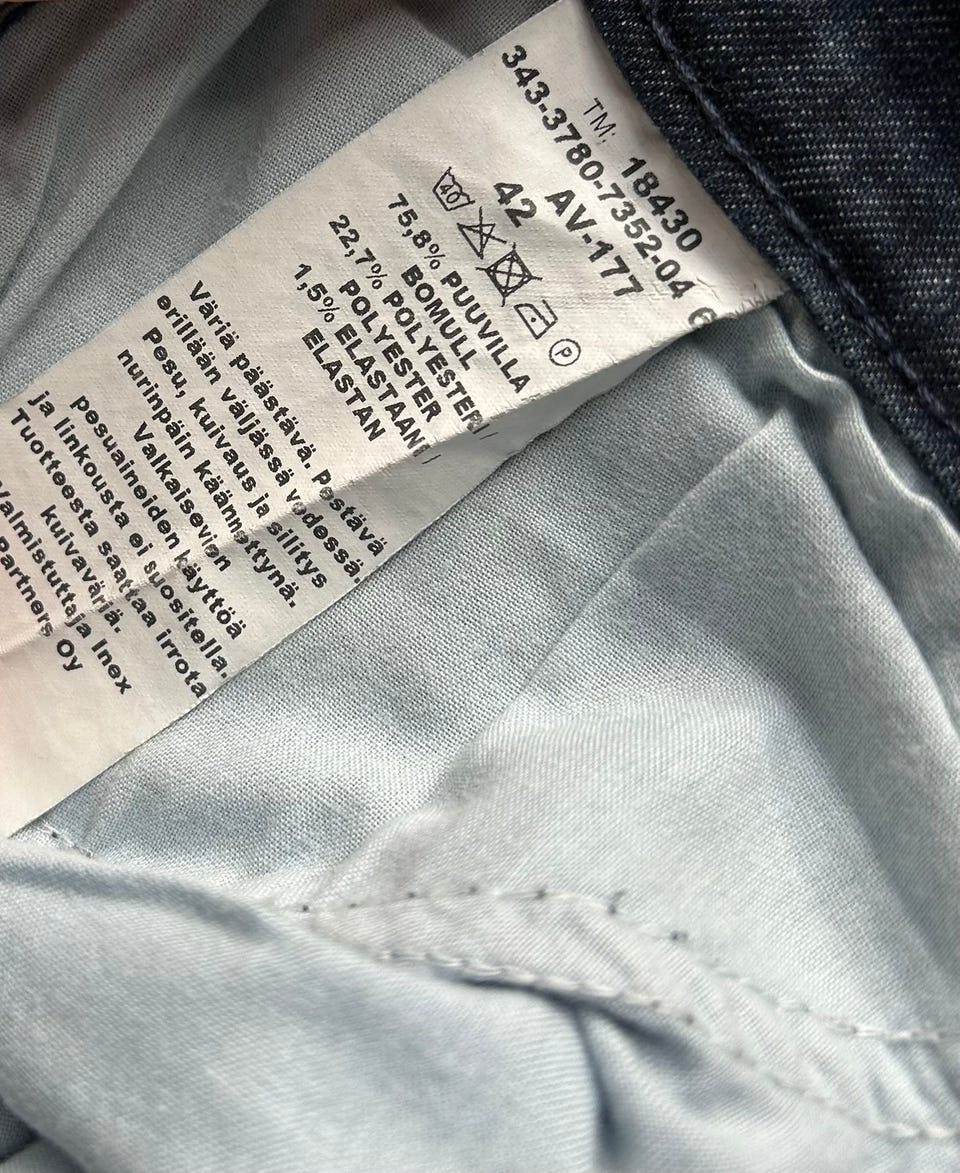 TM: 18430
343-3780-7352-04
AV-177
42
40
P
75,8% PUUVILLA
BOMULL
22,7% POLYESTERI/
POLYESTER
1,5% ELASTAANI/
ELASTAN
Väriä päästävä. Pestävä
erillään väljässä vedessä.
Pesu, kuivaus ja silitys
nurinpäin käännettynä.
Valkaisevien
pesuaineiden käyttöä
ja linkousta ei suositella.
Tuotteesta saattaa irrota
kuivaväriä.
Valmistuttaja Inex
Partners Oy